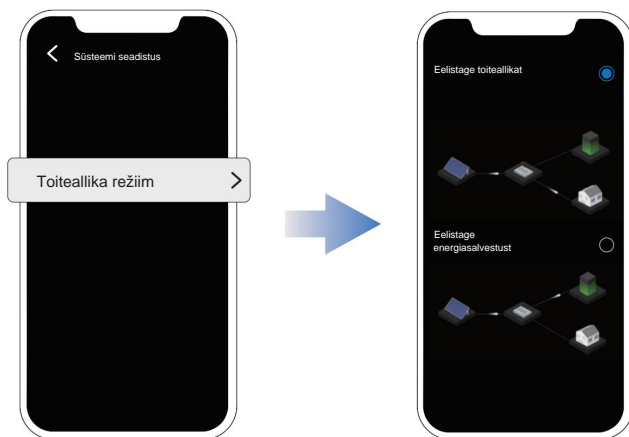 Süsteemi seadistus
Toiteallika režiim
Eelistage toiteallikat
Eelistage
energiasalvestust